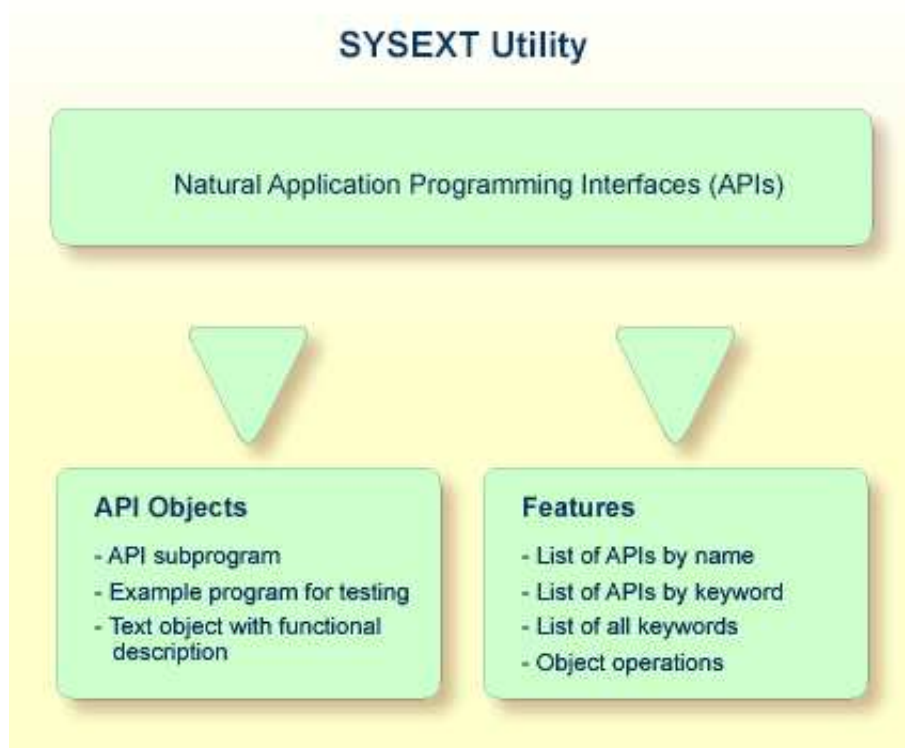 SYSEXT Utility
Natural Application Programming Interfaces (APIs)
API Objects
- API subprogram
- Example program for testing
- Text object with functional
description
Features
- List of APIs by name
- List of APIs by keyword
- List of all keywords
- Object operations